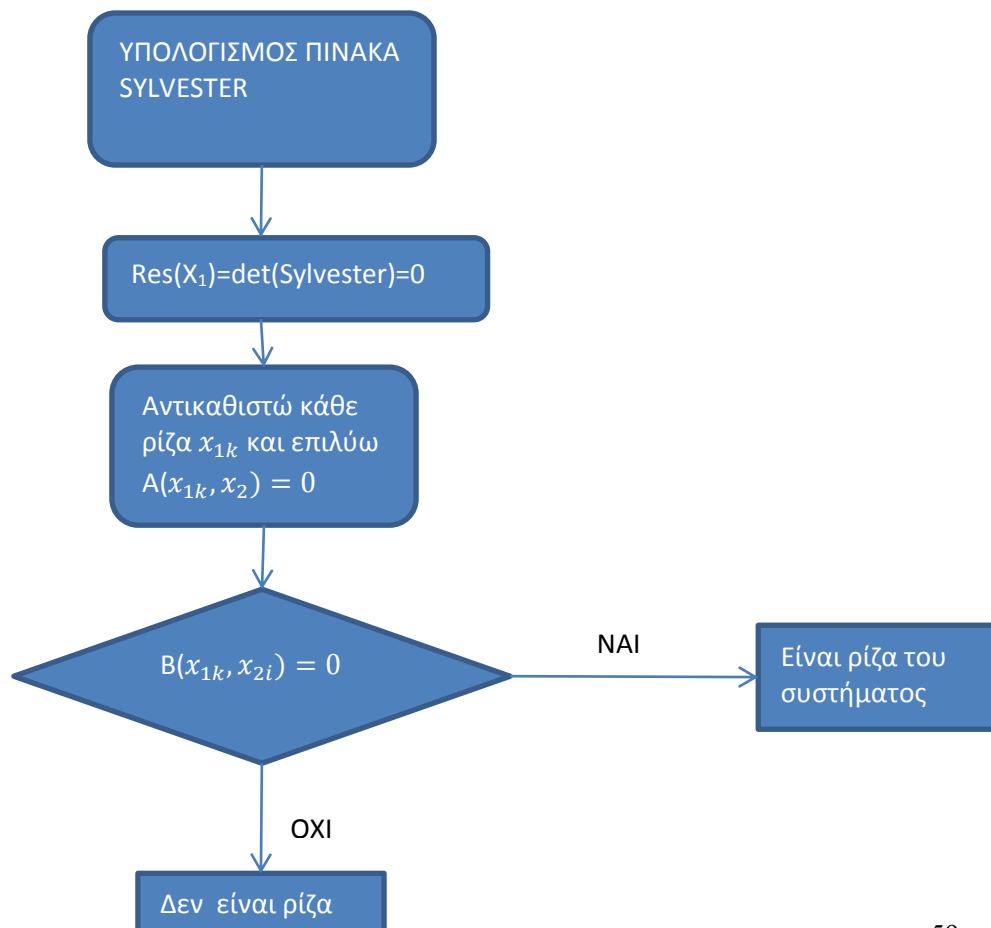 ΥΠΟΛΟΓΙΣΜΟΣ ΠΙΝΑΚΑ
SYLVESTER
Res(X₁)=det(Sylvester)=0
Αντικαθιστώ κάθε
ρίζα x₁ₖ και επιλύω
A(x₁ₖ, x₂) = 0
B(x₁ₖ, x₂ᵢ) = 0
ΝΑΙ
Είναι ρίζα του
συστήματος
ΟΧΙ
Δεν είναι ρίζα